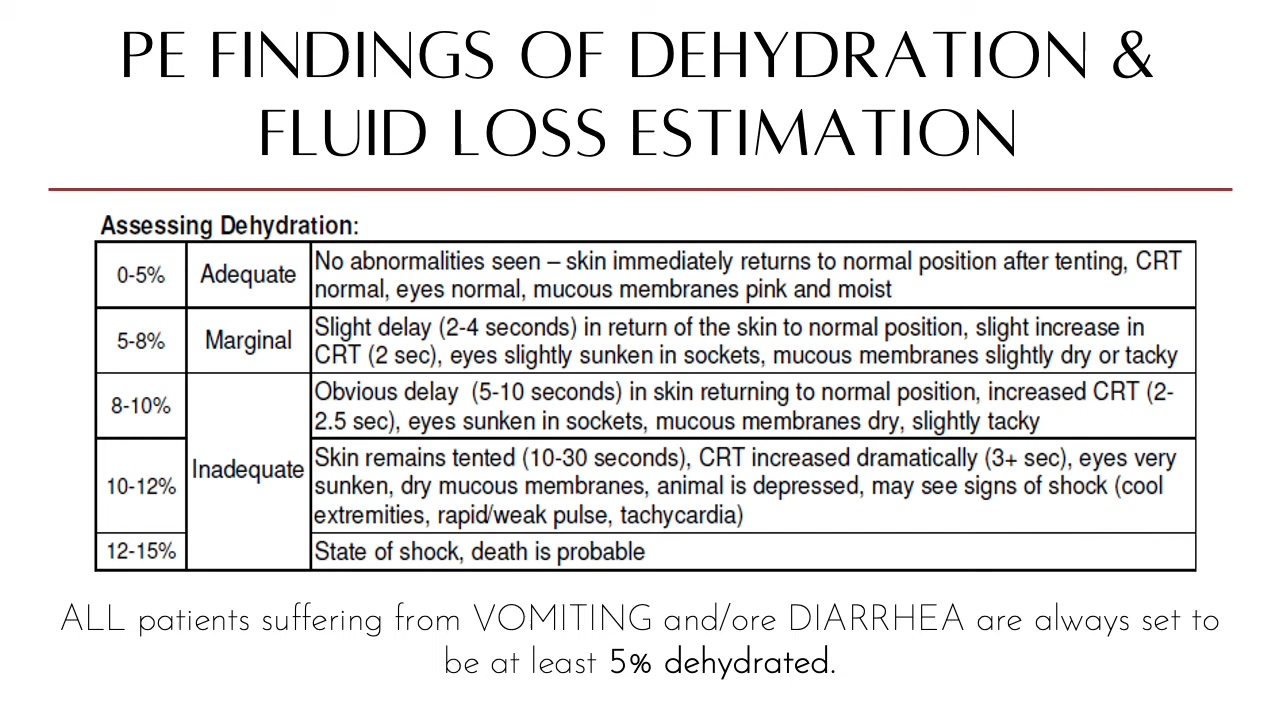 PE FINDINGS OF DEHYDRATION &
FLUID LOSS ESTIMATION
Assessing Dehydration:
0-5%
Adequate
No abnormalities seen – skin immediately returns to normal position after tenting, CRT
normal, eyes normal, mucous membranes pink and moist
5-8%
Marginal
Slight delay (2-4 seconds) in return of the skin to normal position, slight increase in
CRT (2 sec), eyes slightly sunken in sockets, mucous membranes slightly dry or tacky
8-10%
Inadequate
Obvious delay  (5-10 seconds) in skin returning to normal position, increased CRT (2-
2.5 sec), eyes sunken in sockets, mucous membranes dry, slightly tacky
10-12%
Skin remains tented (10-30 seconds), CRT increased dramatically (3+ sec), eyes very
sunken, dry mucous membranes, animal is depressed, may see signs of shock (cool
extremities, rapid/weak pulse, tachycardia)
12-15%
State of shock, death is probable
ALL patients suffering from VOMITING and/ore DIARRHEA are always set to
be at least 5% dehydrated.